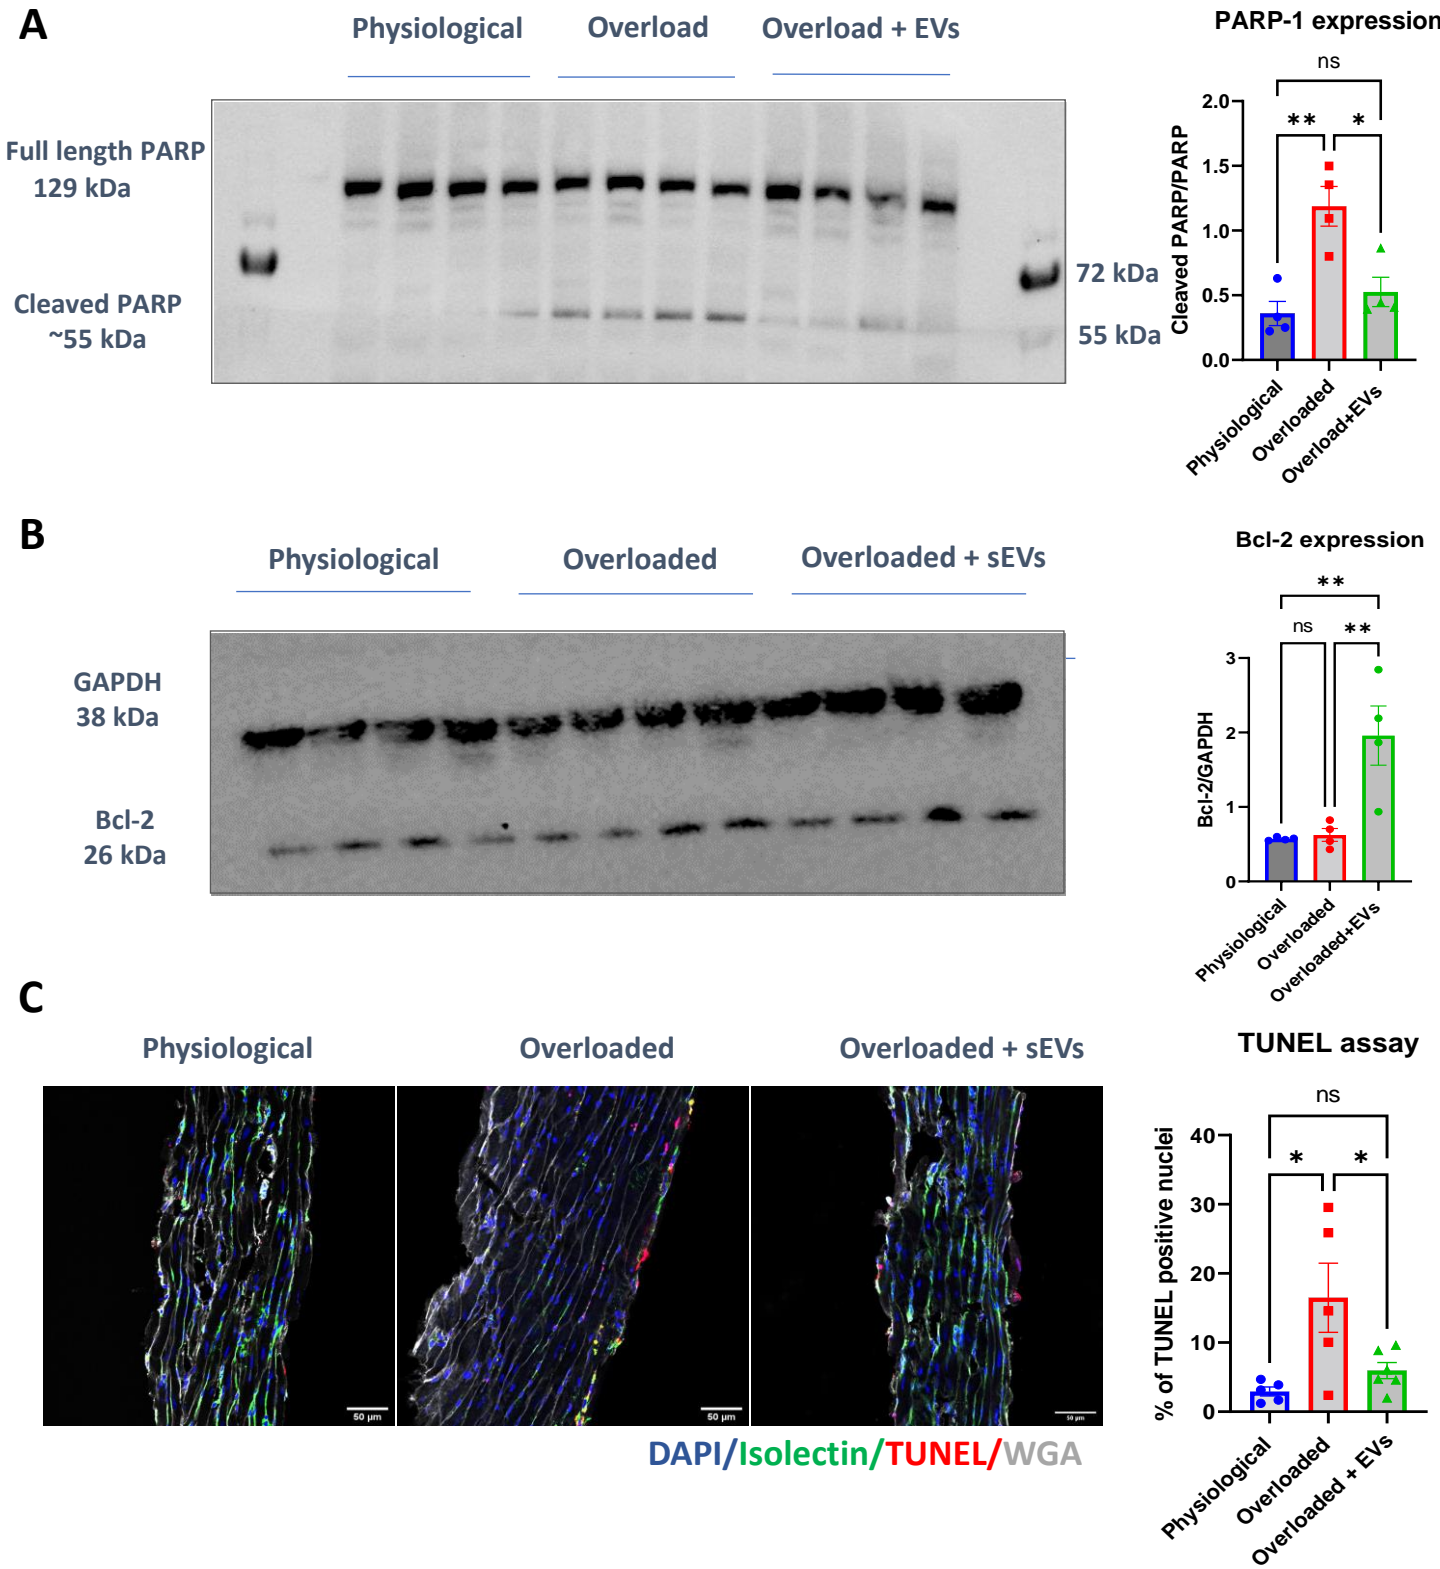 A
Physiological
Overload
Overload + EVs
Full length PARP
129 kDa
Cleaved PARP
~55 kDa
72 kDa
55 kDa
PARP-1 expression
ns
** *
Cleaved PARP/PARP
2.0
1.5
1.0
0.5
0.0
Physiological
Overloaded
Overload+EVs
B
Physiological
Overloaded
Overloaded + sEVs
GAPDH
38 kDa
Bcl-2
26 kDa
Bcl-2 expression
**
ns **
Bcl-2/GAPDH
3
2
1
0
Physiological
Overloaded
Overloaded+EVs
C
Physiological
Overloaded
Overloaded + sEVs
50 µm
50 µm
50 µm
DAPI/Isolectin/TUNEL/WGA
TUNEL assay
ns
* *
% of TUNEL positive nuclei
40
30
20
10
0
Physiological
Overloaded
Overloaded + EVs